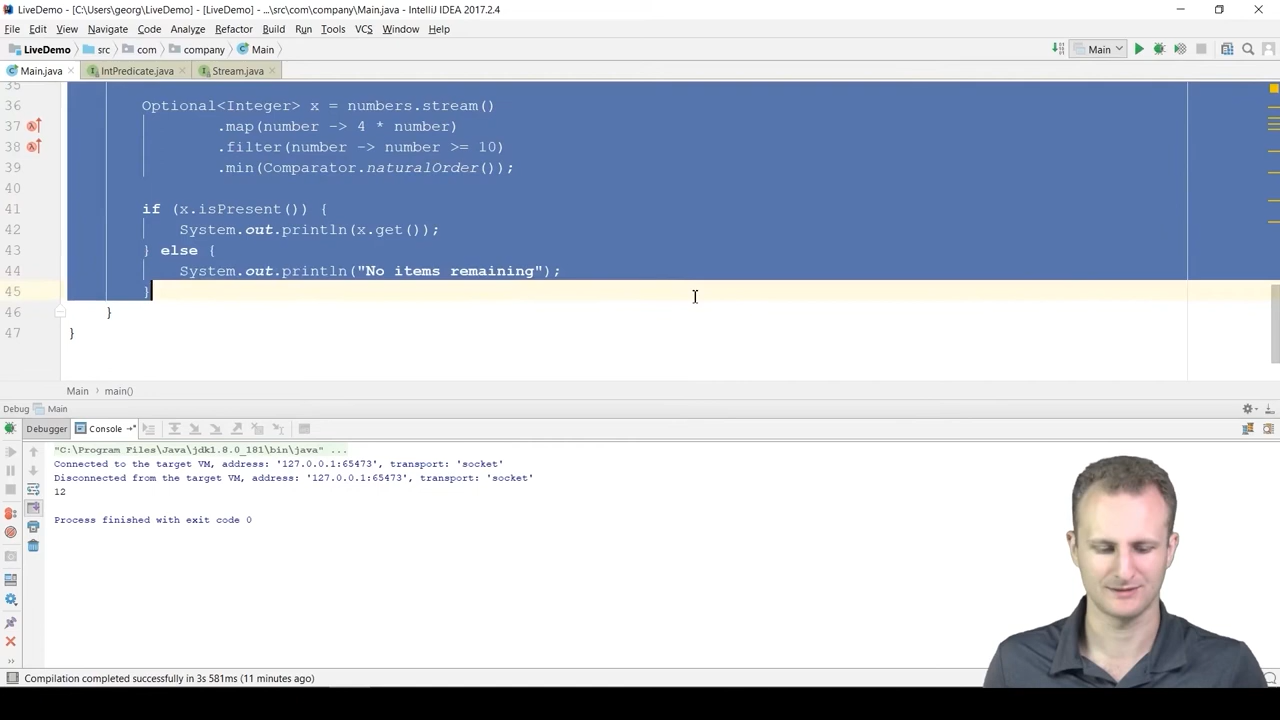 LiveDemo - [C:\Users\georg\LiveDemo] - [LiveDemo] - ...\src\com\company\Main.java - IntelliJ IDEA 2017.2.4
File Edit View Navigate Code Analyze Refactor Build Run Tools VCS Window Help
LiveDemo src com company Main
Main
Main.java IntPredicate.java Stream.java
35
36 Optional<Integer> x = numbers.stream()
37 .map(number -> 4 * number)
38 .filter(number -> number >= 10)
39 .min(Comparator.naturalOrder());
40
41 if (x.isPresent()) {
42 System.out.println(x.get());
43 } else {
44 System.out.println("No items remaining");
45 }
46 }
47 }
Main > main()
Debug Main
Debugger Console
"C:\Program Files\Java\jdk1.8.0_181\bin\java" ...
Connected to the target VM, address: '127.0.0.1:65473', transport: 'socket'
Disconnected from the target VM, address: '127.0.0.1:65473', transport: 'socket'
12
Process finished with exit code 0
Compilation completed successfully in 3s 581ms (11 minutes ago)